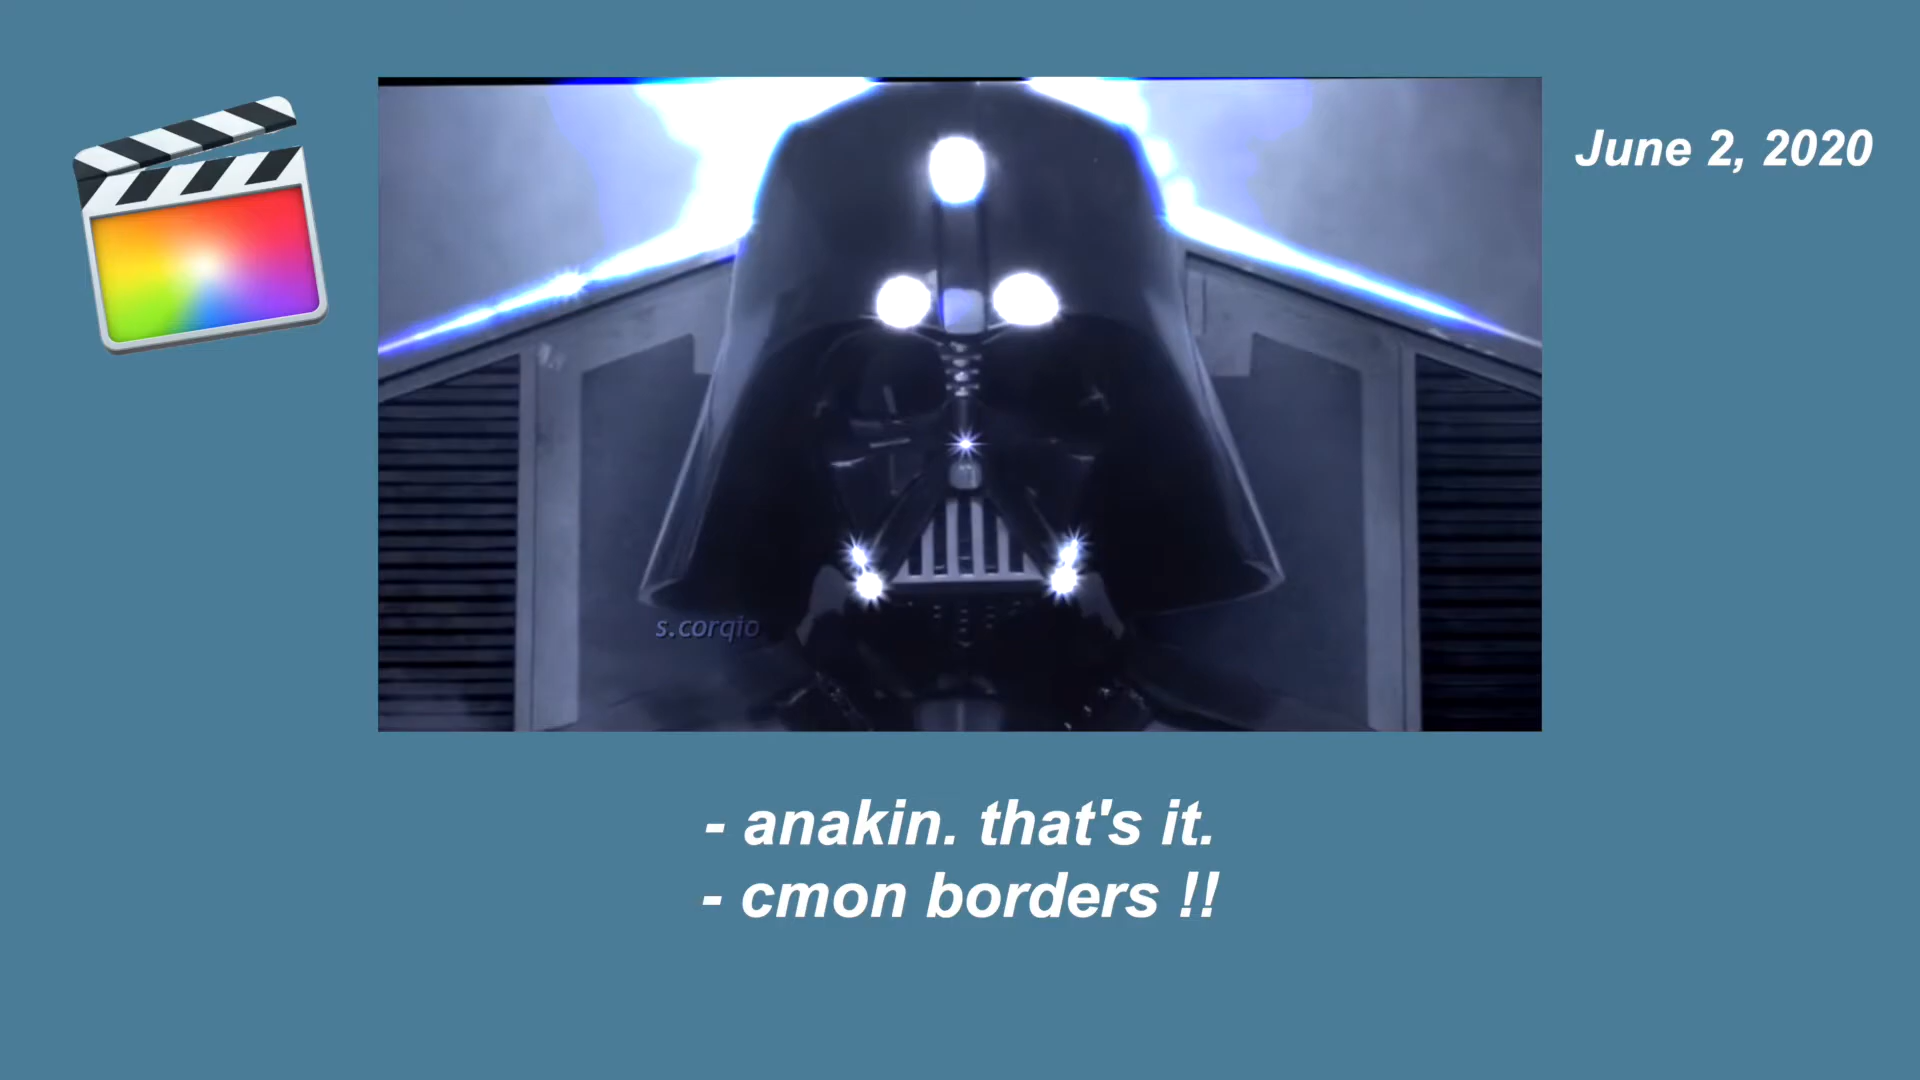 June 2, 2020
s.corqio
- anakin. that's it.
- cmon borders !!